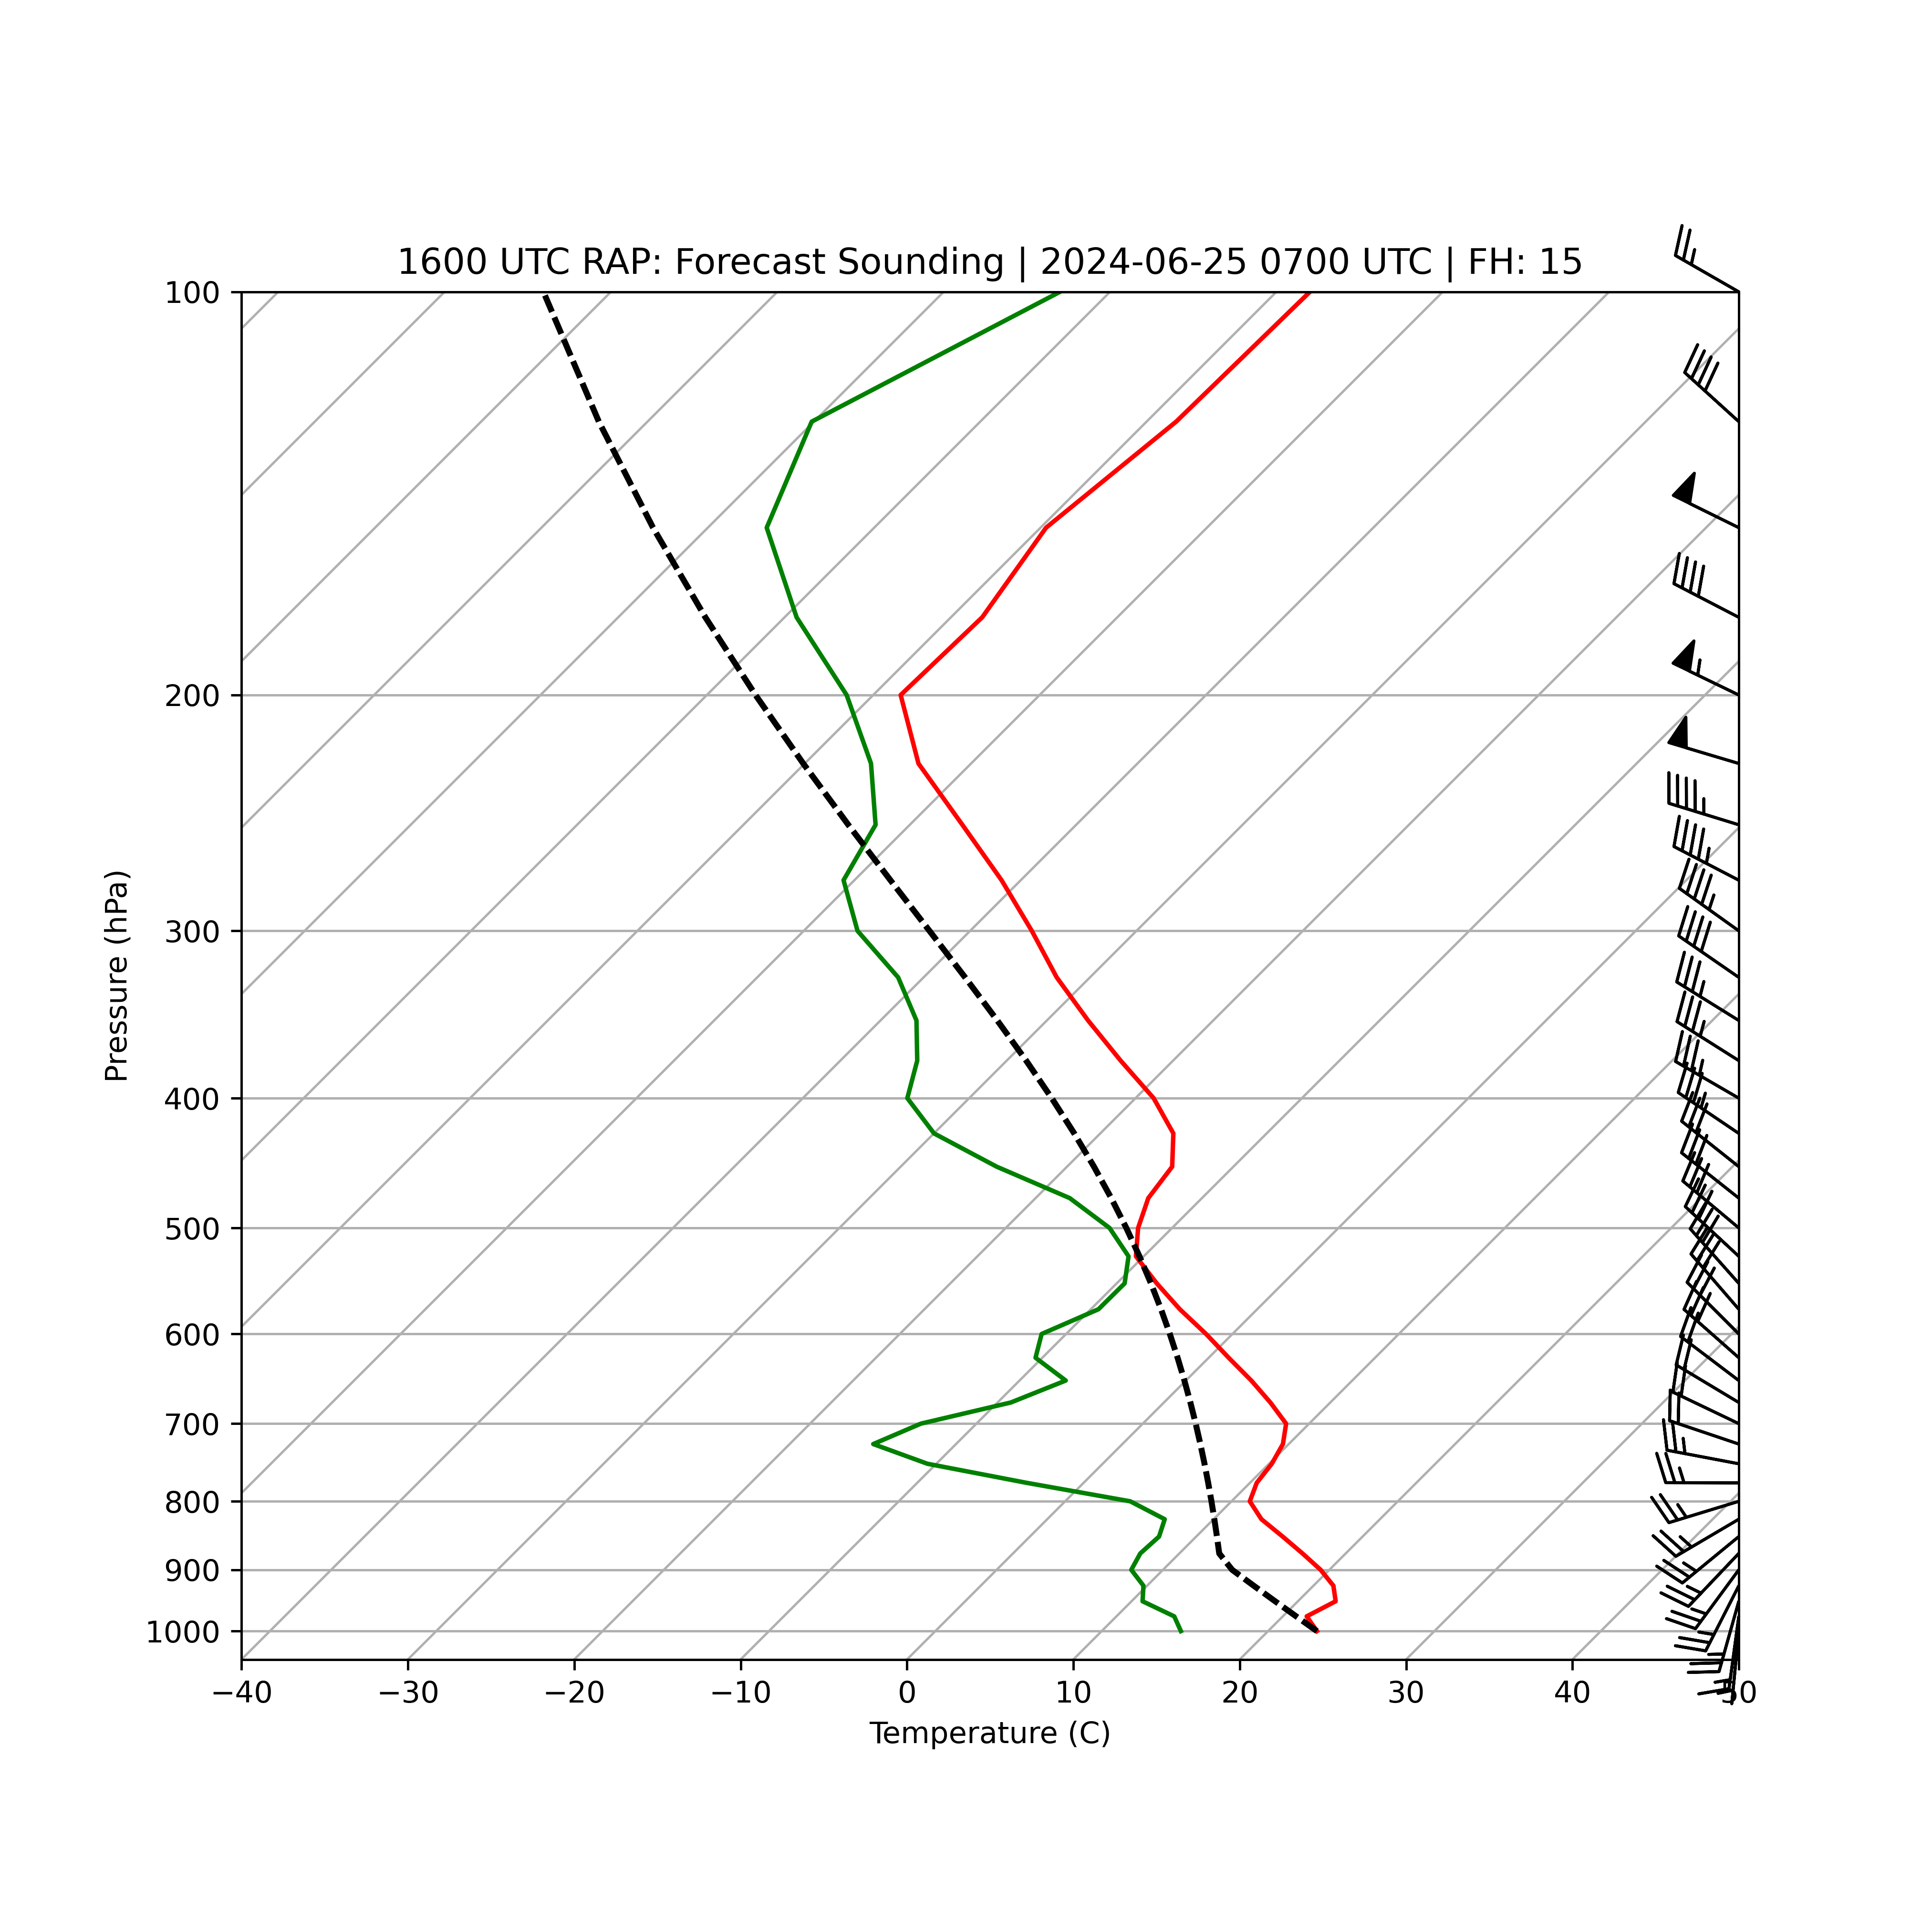 1600 UTC RAP: Forecast Sounding | 2024-06-25 0700 UTC | FH: 15
100
200
300
400
500
600
700
800
900
1000
Pressure (hPa)
−40 −30 −20 −10 0 10 20 30 40 50
Temperature (C)